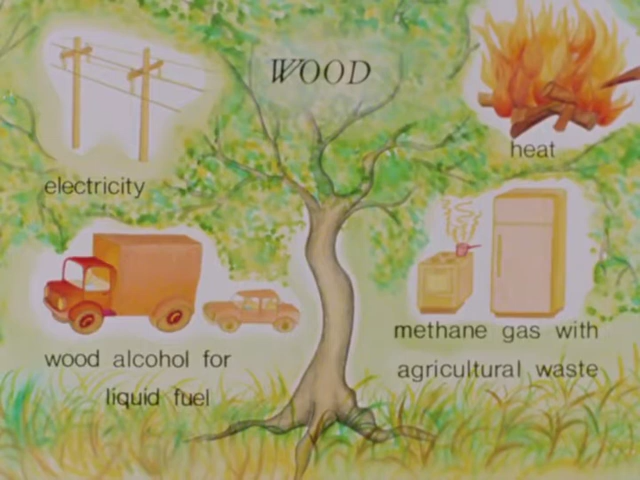 WOOD
electricity
heat
wood alcohol for
liquid fuel
methane gas with
agricultural waste